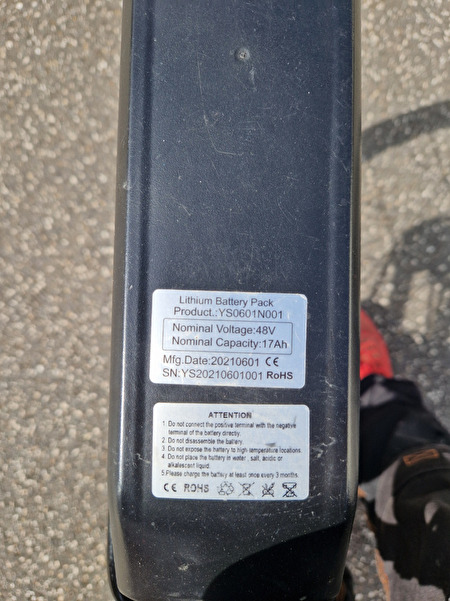 Lithium Battery Pack
Product.:YS0601N001
Nominal Voltage:48V
Nominal Capacity:17Ah
Mfg.Date:20210601 CE
SN:YS20210601001 RoHS
ATTENTION
1. Do not connect the positive terminal with the negative
terminal of the battery directly.
2. Do not disassemble the battery.
3. Do not expose the battery to high temperature locations
4. Do not place the battery in water, salt, acidic or
alkalescent liquid.
5.Please charge the battery at least once every 3 months.
CE ROHS